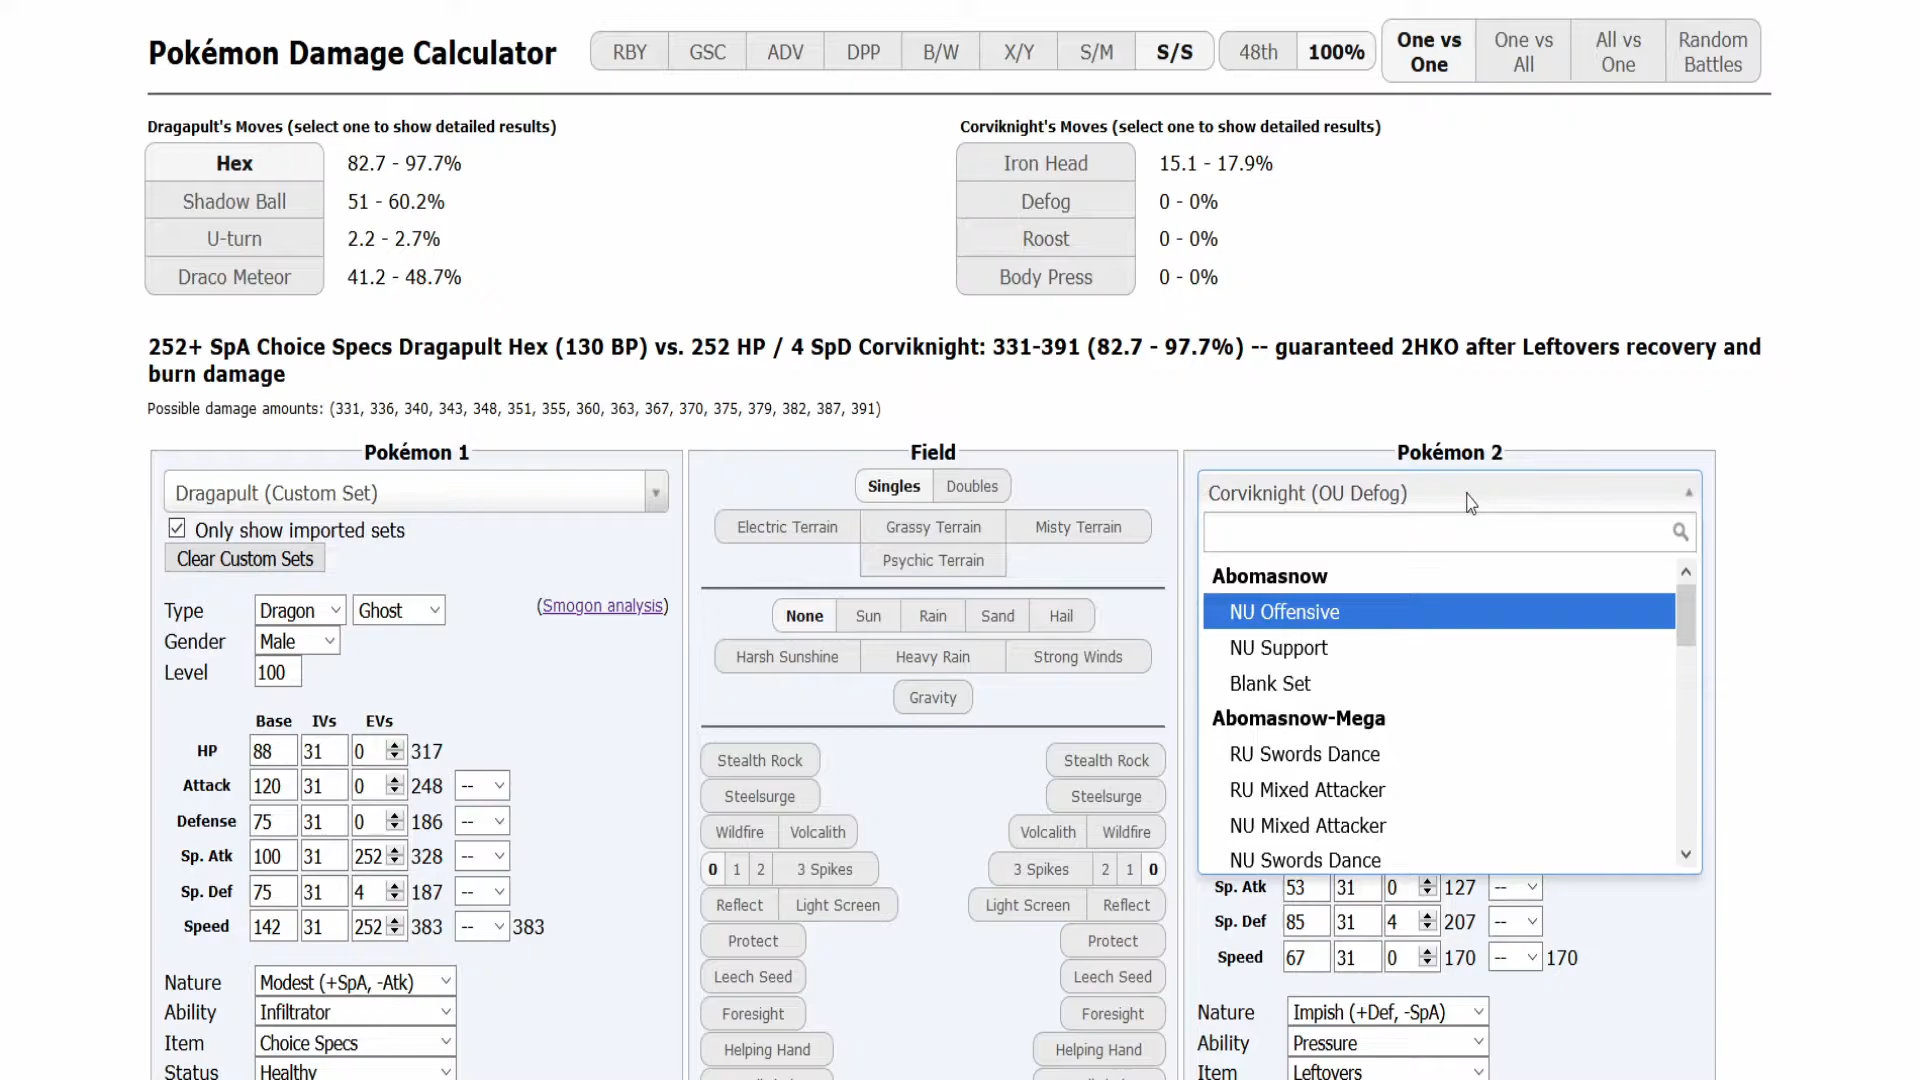 Pokémon Damage Calculator
RBY GSC ADV DPP B/W X/Y S/M S/S
48th 100%
One vs One
One vs All
All vs One
Random Battles
Dragapult's Moves (select one to show detailed results)
Hex 82.7 - 97.7%
Shadow Ball 51 - 60.2%
U-turn 2.2 - 2.7%
Draco Meteor 41.2 - 48.7%
Corviknight's Moves (select one to show detailed results)
Iron Head 15.1 - 17.9%
Defog 0 - 0%
Roost 0 - 0%
Body Press 0 - 0%
252+ SpA Choice Specs Dragapult Hex (130 BP) vs. 252 HP / 4 SpD Corviknight: 331-391 (82.7 - 97.7%) -- guaranteed 2HKO after Leftovers recovery and
burn damage
Possible damage amounts: (331, 336, 340, 343, 348, 351, 355, 360, 363, 367, 370, 375, 379, 382, 387, 391)
Pokémon 1
Dragapult (Custom Set)
Only show imported sets
Clear Custom Sets
Type Dragon Ghost (Smogon analysis)
Gender Male
Level 100
Base IVs EVs
HP 88 31 0 317
Attack 120 31 0 248 --
Defense 75 31 0 186 --
Sp. Atk 100 31 252 328 --
Sp. Def 75 31 4 187 --
Speed 142 31 252 383 -- 383
Nature Modest (+SpA, -Atk)
Ability Infiltrator
Item Choice Specs
Status Healthy
Field
Singles Doubles
Electric Terrain Grassy Terrain Misty Terrain
Psychic Terrain
None Sun Rain Sand Hail
Harsh Sunshine Heavy Rain Strong Winds
Gravity
Stealth Rock Stealth Rock
Steelsurge Steelsurge
Wildfire Volcalith Volcalith Wildfire
0 1 2 3 Spikes 3 Spikes 2 1 0
Reflect Light Screen Light Screen Reflect
Protect Protect
Leech Seed Leech Seed
Foresight Foresight
Helping Hand Helping Hand
Pokémon 2
Corviknight (OU Defog)
Abomasnow
NU Offensive
NU Support
Blank Set
Abomasnow-Mega
RU Swords Dance
RU Mixed Attacker
NU Mixed Attacker
NU Swords Dance
Sp. Atk 53 31 0 127 --
Sp. Def 85 31 4 207 --
Speed 67 31 0 170 -- 170
Nature Impish (+Def, -SpA)
Ability Pressure
Item Leftovers